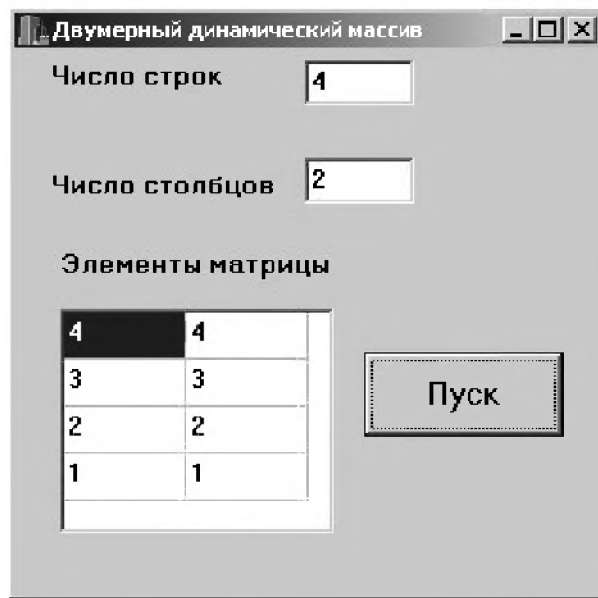 Двумерный динамический массив
Число строк 4
Число столбцов 2
Элементы матрицы
4 4
3 3
2 2
1 1
Пуск